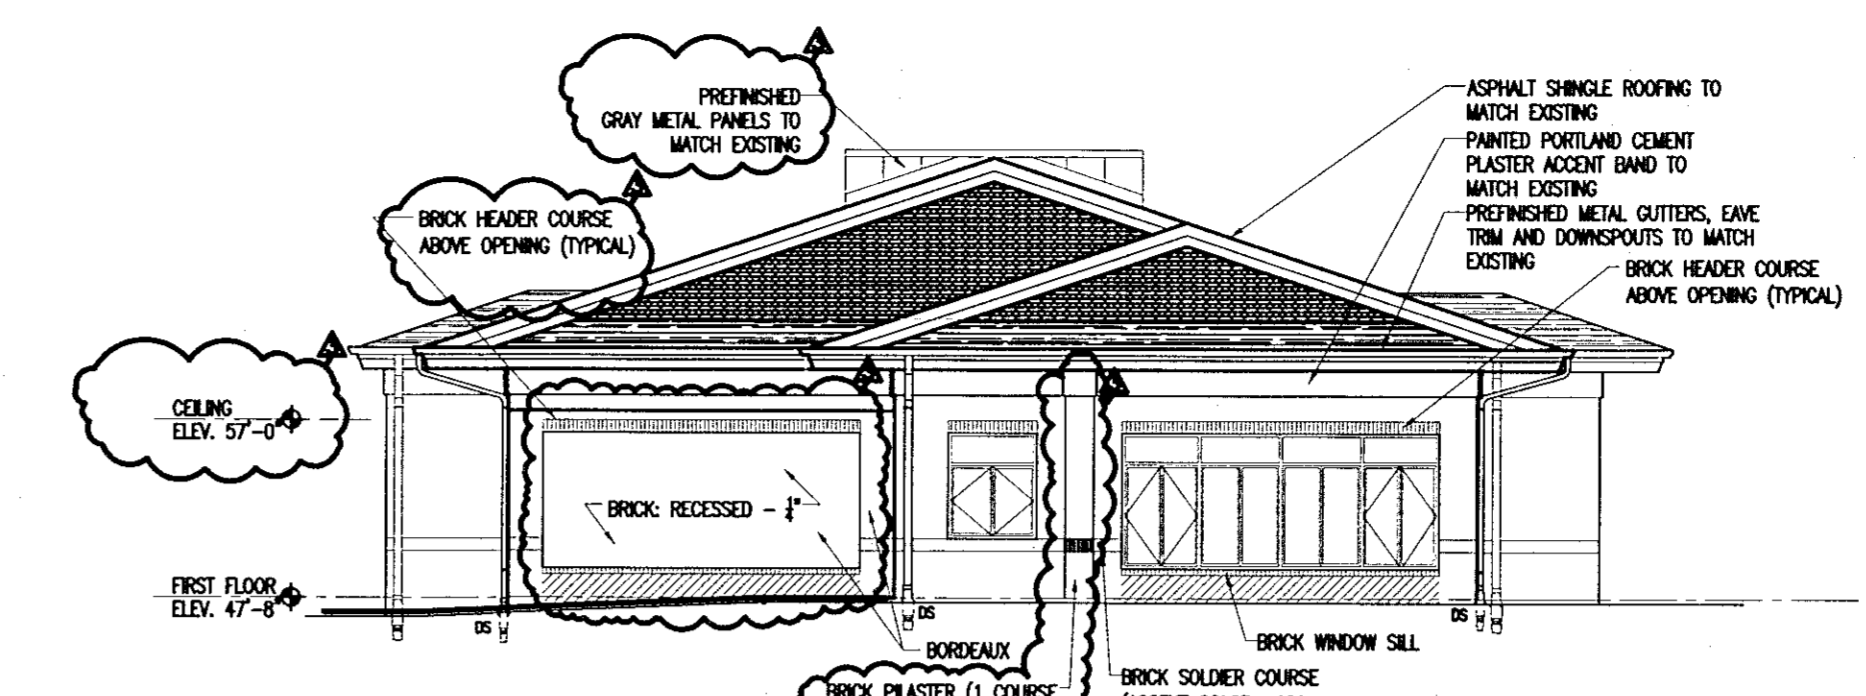 PREFINISHED
GRAY METAL PANELS TO
MATCH EXISTING
ASPHALT SHINGLE ROOFING TO
MATCH EXISTING
PAINTED PORTLAND CEMENT
PLASTER ACCENT BAND TO
MATCH EXISTING
PREFINISHED METAL GUTTERS, EAVE
TRIM AND DOWNSPOUTS TO MATCH
EXISTING
BRICK HEADER COURSE
ABOVE OPENING (TYPICAL)
BRICK HEADER COURSE
ABOVE OPENING (TYPICAL)
CEILING
ELEV. 57'-0"
BRICK: RECESSED - ½"
FIRST FLOOR
ELEV. 47'-8"
DS
DS
DS
BORDEAUX
BRICK WINDOW SILL
BRICK PILASTER (1 COURSE
BRICK SOLDIER COURSE